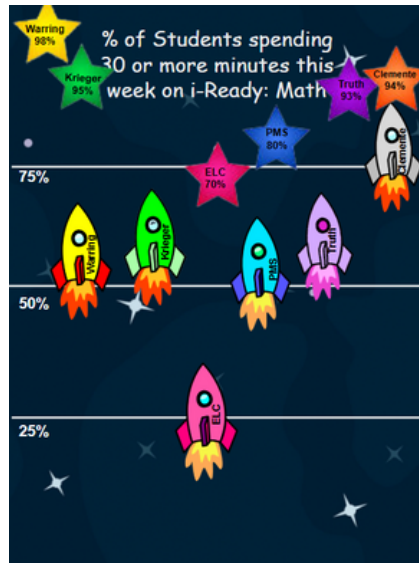 Warring
98%
% of Students spending
30 or more minutes this
week on i-Ready: Math
Krieger
95%
Truth
93%
Clemente
94%
PMS
80%
ELC
70%
75%
Clemente
Warring
Krieger
PMS
Truth
50%
ELC
25%